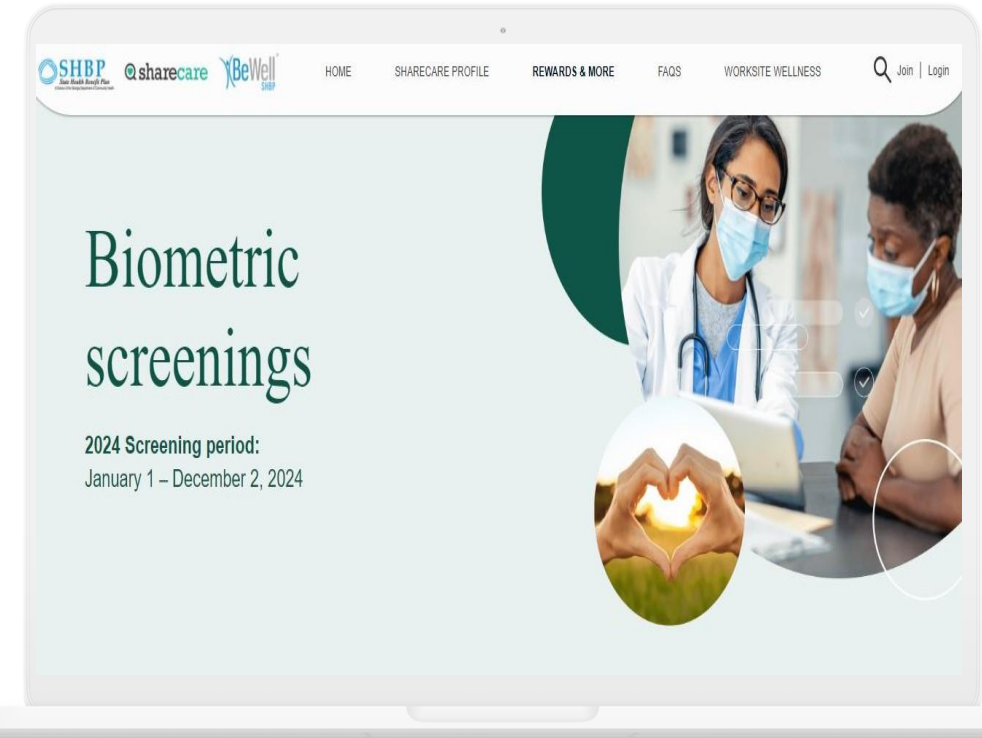 SHBP
State Health Benefit Plan
sharecare
BeWell
SHBP
HOME
SHARECARE PROFILE
REWARDS & MORE
FAQS
WORKSITE WELLNESS
Join | Login
Biometric
screenings
2024 Screening period:
January 1 – December 2, 2024